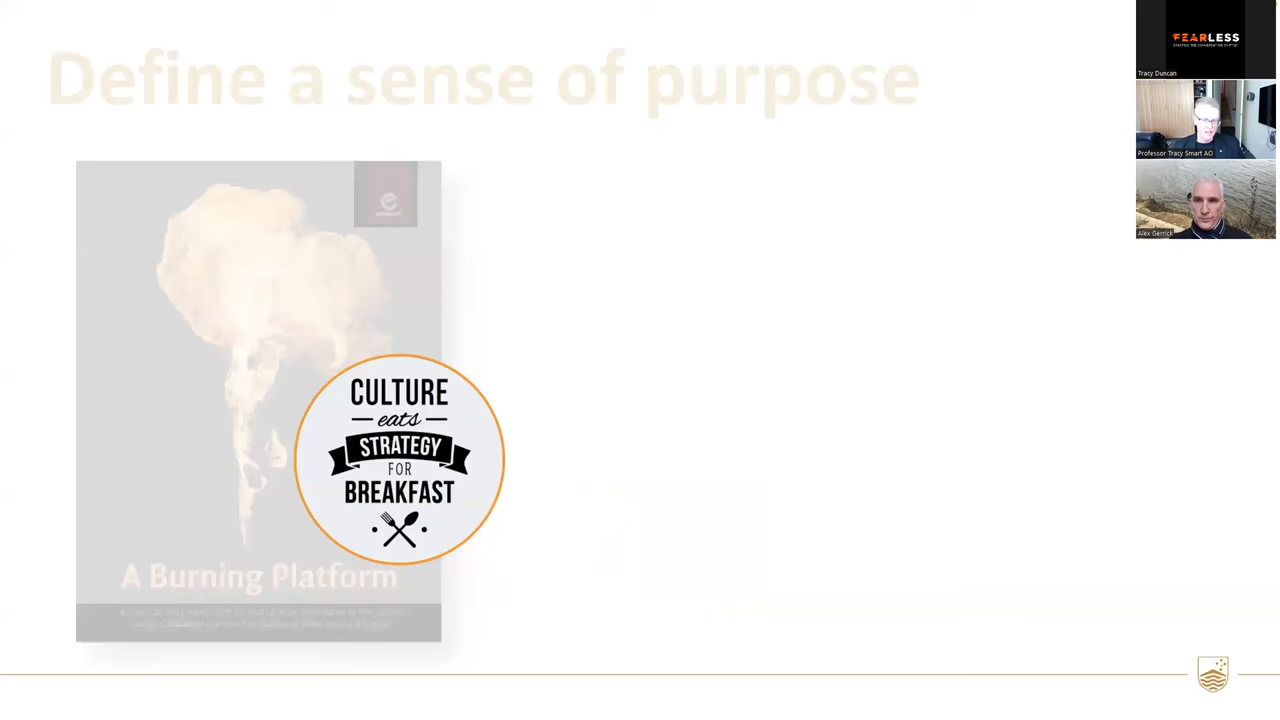 Define a sense of purpose
FEARLESS
Tracy Duncan
Professor Tracy Smart AO
Alex Gerrick
CULTURE
eats
STRATEGY
FOR
BREAKFAST
A Burning Platform